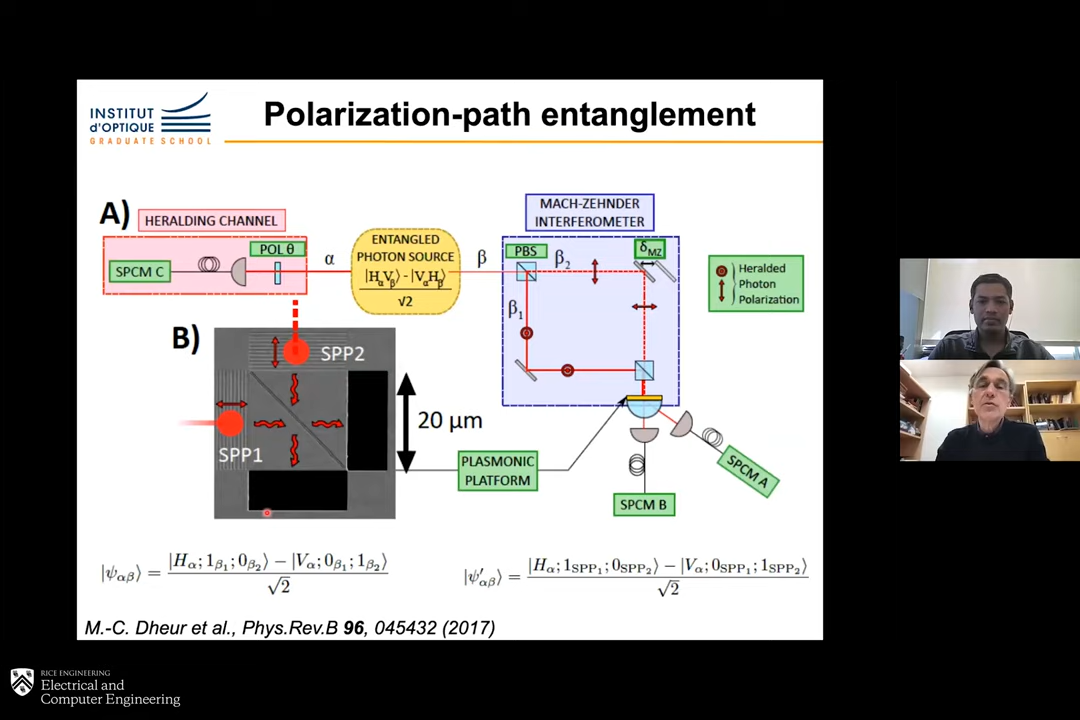 INSTITUT
d'OPTIQUE
GRADUATE SCHOOL
Polarization-path entanglement
A)
HERALDING CHANNEL
SPCM C
POL θ
α
ENTANGLED
PHOTON SOURCE
|HαVβ⟩ - |VαHβ⟩
√2
β
MACH-ZEHNDER
INTERFEROMETER
PBS
β2
δMZ
β1
Heralded
Photon
Polarization
B)
SPP2
SPP1
20 µm
PLASMONIC
PLATFORM
SPCM A
SPCM B
|ψαβ⟩ = |Hα; 1β1; 0β2⟩ − |Vα; 0β1; 1β2⟩ / √2
|ψ′αβ⟩ = |Hα; 1SPP1; 0SPP2⟩ − |Vα; 0SPP1; 1SPP2⟩ / √2
M.-C. Dheur et al., Phys.Rev.B 96, 045432 (2017)
RICE ENGINEERING
Electrical and
Computer Engineering